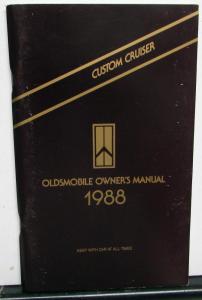 CUSTOM CRUISER
OLDSMOBILE OWNER'S MANUAL
1988
KEEP WITH CAR AT ALL TIMES